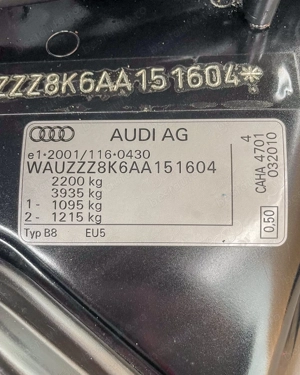 ZZZ8K6AA151604*
AUDI AG
e1*2001/116*0430
WAUZZZ8K6AA151604
2200 kg
3935 kg
1- 1095 kg
2- 1215 kg
Typ B8 EU5
4
CAHA 4701 032010
0,50